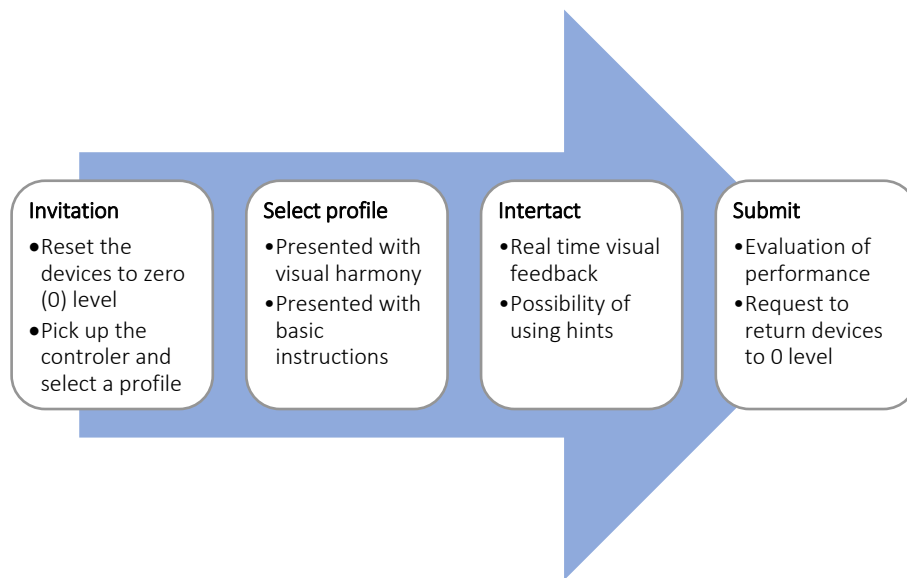 Invitation
•Reset the
devices to zero
(0) level
•Pick up the
controler and
select a profile
Select profile
•Presented with
visual harmony
•Presented with
basic
instructions
Intertact
•Real time visual
feedback
•Possibility of
using hints
Submit
•Evaluation of
performance
•Request to
return devices
to 0 level